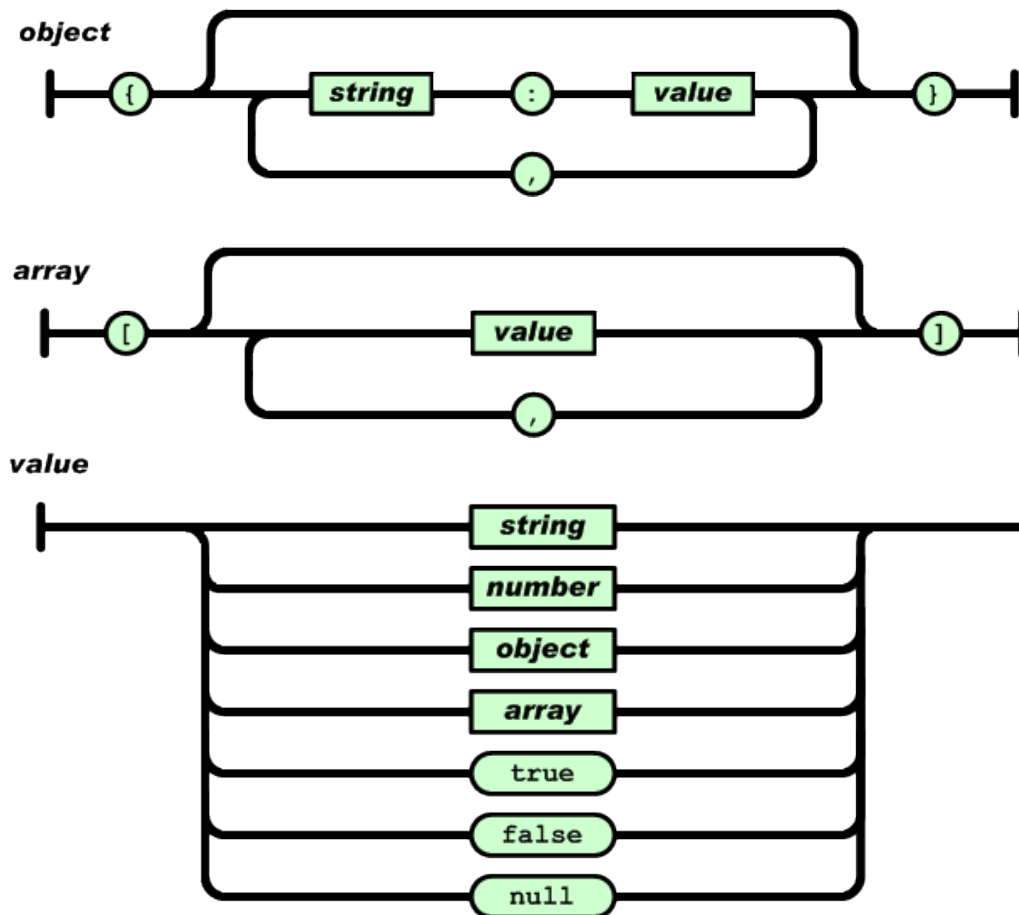 object
{ string : value }
,
array
[ value ]
,
value
string
number
object
array
true
false
null